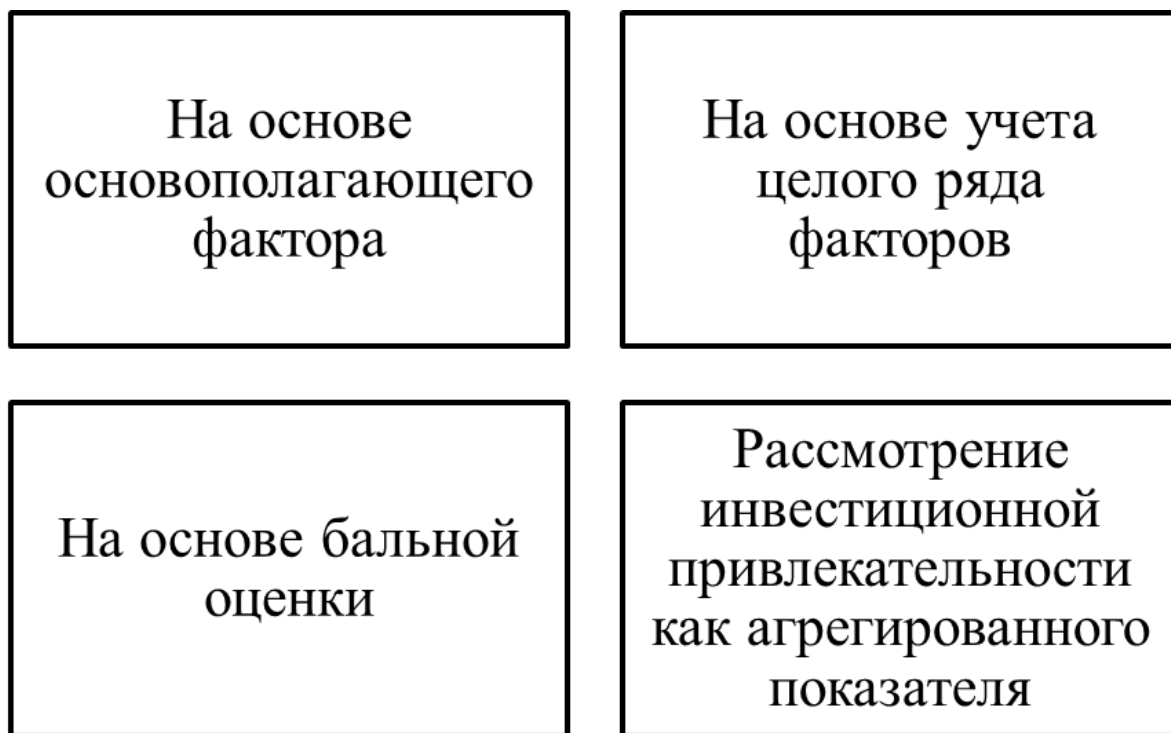 На основе
основополагающего
фактора
На основе учета
целого ряда
факторов
На основе бальной
оценки
Рассмотрение
инвестиционной
привлекательности
как агрегированного
показателя